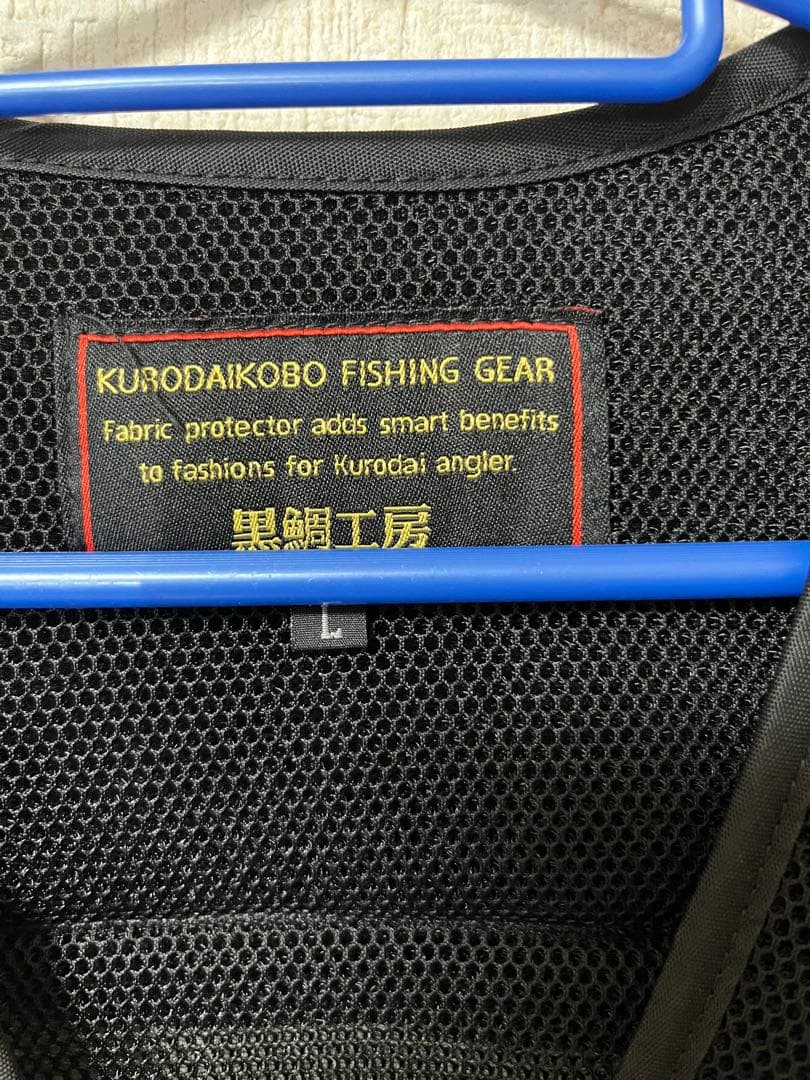 KURODAIKOBO FISHING GEAR
Fabric protector adds smart benefits
to fashions for Kurodai angler.
黒鯛工房
L